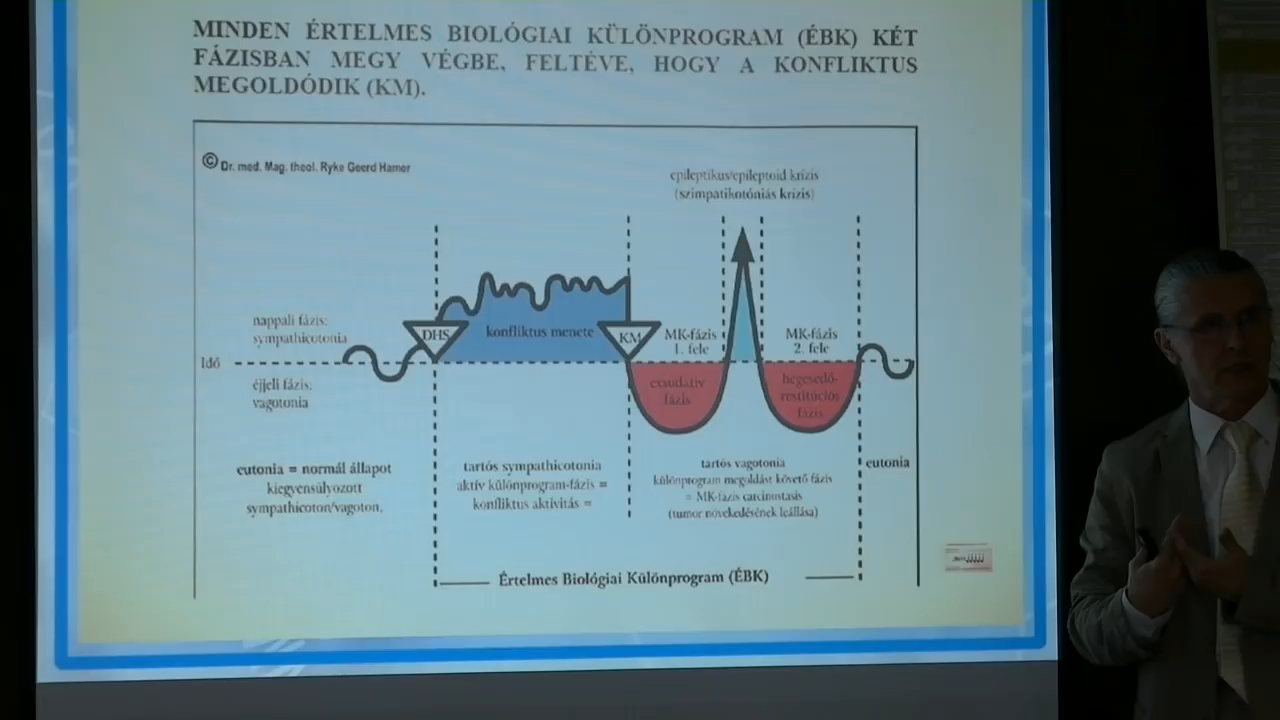 MINDEN ÉRTELMES BIOLÓGIAI KÜLÖNPROGRAM (ÉBK) KÉT
FÁZISBAN MEGY VÉGBE, FELTÉVE, HOGY A KONFLIKTUS
MEGOLDÓDIK (KM).
© Dr. med. Mag. theol. Ryke Geerd Hamer
epileptikus/epileptoid krízis
(szimpatikotóniás krízis)
nappali fázis:
sympathicotonia
DHS
konfliktus menete
KM
MK-fázis
1. fele
MK-fázis
2. fele
Idő
éjjeli fázis:
vagotonia
exsudatív
fázis
hegesedő-
restitúciós
fázis
eutonia = normál állapot
kiegyensúlyozott
sympathicoton/vagoton.
tartós sympathicotonia
aktív különprogram-fázis =
konfliktus aktivitás =
tartós vagotonia
különprogram megoldást követő fázis
= MK-fázis carcinostasis
(tumor növekedésének leállása)
eutonia
Értelmes Biológiai Különprogram (ÉBK)